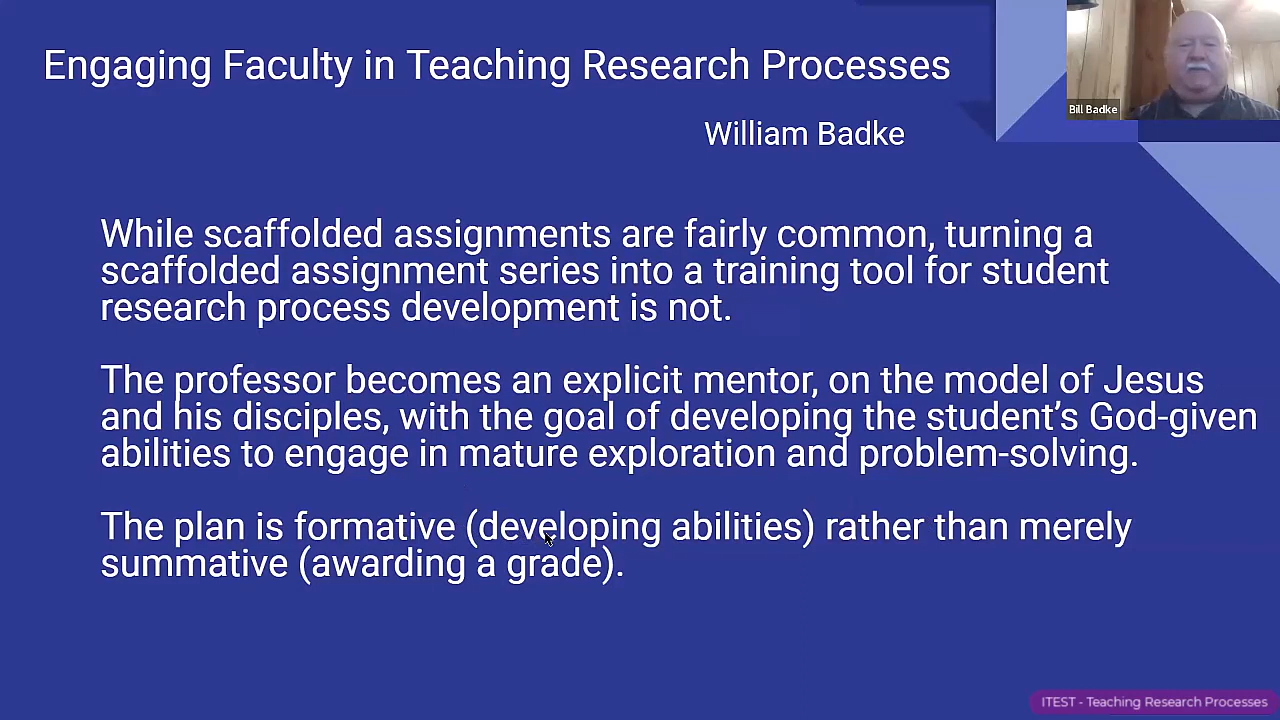 Engaging Faculty in Teaching Research Processes
Bill Badke
William Badke
While scaffolded assignments are fairly common, turning a
scaffolded assignment series into a training tool for student
research process development is not.
The professor becomes an explicit mentor, on the model of Jesus
and his disciples, with the goal of developing the student’s God-given
abilities to engage in mature exploration and problem-solving.
The plan is formative (developing abilities) rather than merely
summative (awarding a grade).
ITEST - Teaching Research Processes